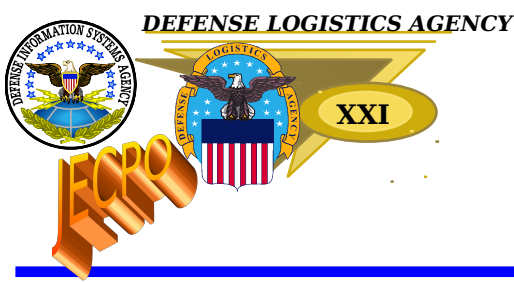 DEFENSE LOGISTICS AGENCY
DEFENSE INFORMATION SYSTEMS AGENCY
DEFENSE LOGISTICS AGENCY
XXI
JECPO